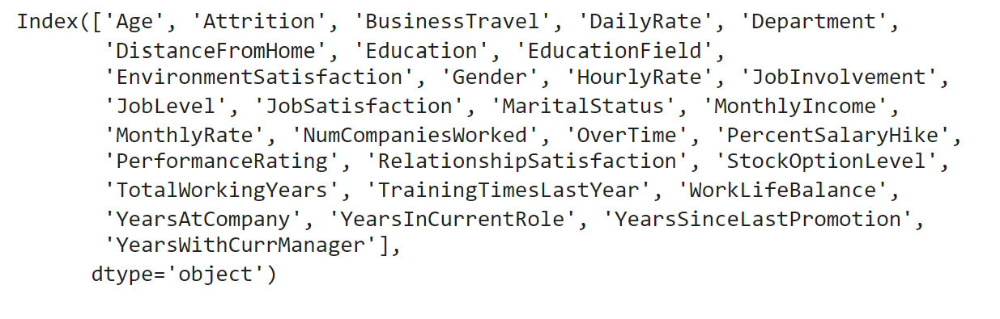 Index(['Age', 'Attrition', 'BusinessTravel', 'DailyRate', 'Department',
'DistanceFromHome', 'Education', 'EducationField',
'EnvironmentSatisfaction', 'Gender', 'HourlyRate', 'JobInvolvement',
'JobLevel', 'JobSatisfaction', 'MaritalStatus', 'MonthlyIncome',
'MonthlyRate', 'NumCompaniesWorked', 'OverTime', 'PercentSalaryHike',
'PerformanceRating', 'RelationshipSatisfaction', 'StockOptionLevel',
'TotalWorkingYears', 'TrainingTimesLastYear', 'WorkLifeBalance',
'YearsAtCompany', 'YearsInCurrentRole', 'YearsSinceLastPromotion',
'YearsWithCurrManager'],
dtype='object')